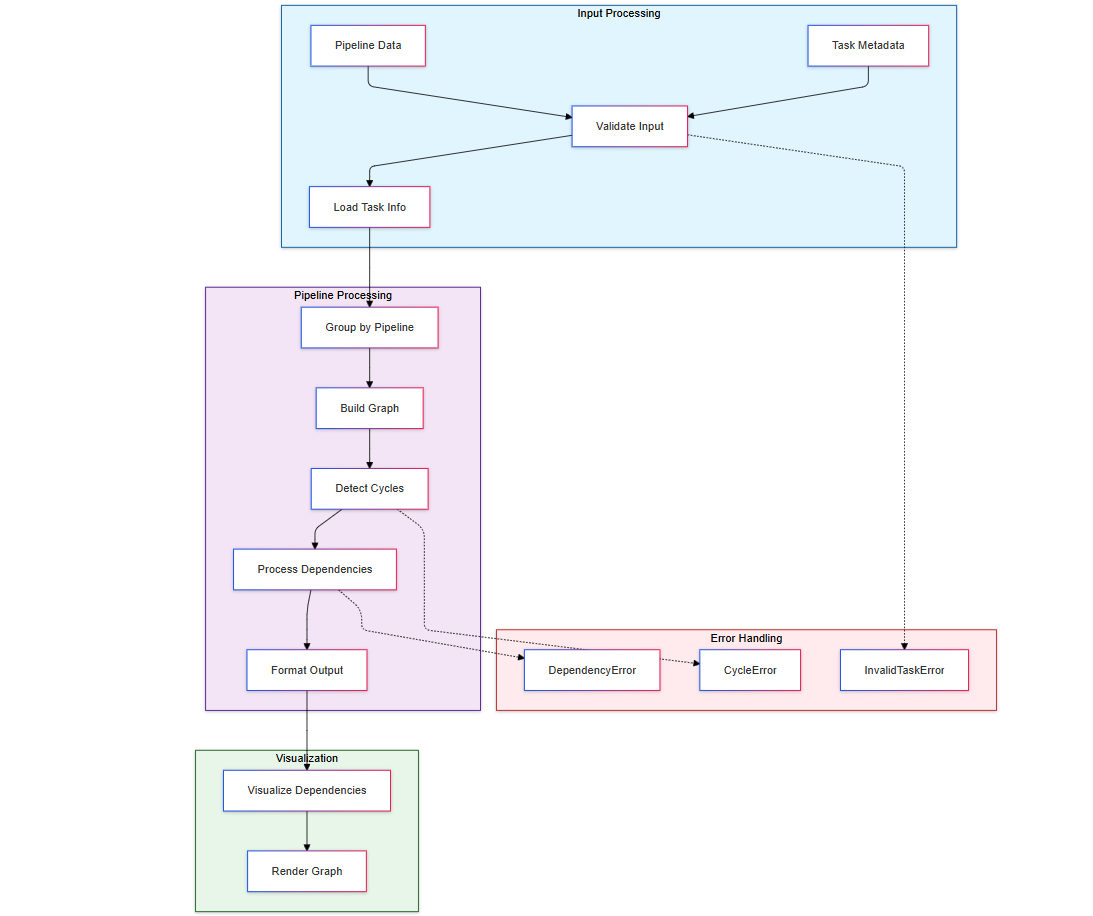 Input Processing
Pipeline Data
Task Metadata
Validate Input
Load Task Info
Pipeline Processing
Group by Pipeline
Build Graph
Detect Cycles
Process Dependencies
Format Output
Error Handling
DependencyError
CycleError
InvalidTaskError
Visualization
Visualize Dependencies
Render Graph